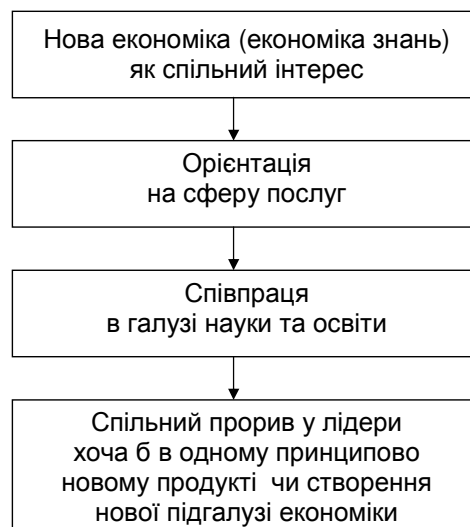 Нова економіка (економіка знань)
як спільний інтерес
Орієнтація
на сферу послуг
Співпраця
в галузі науки та освіти
Спільний прорив у лідери
хоча б в одному принципово
новому продукті чи створення
нової підгалузі економіки